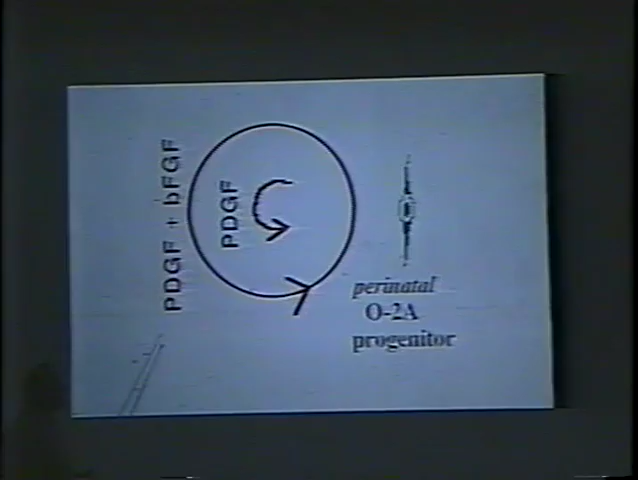 PDGF + bFGF
PDGF
perinatal
O-2A
progenitor